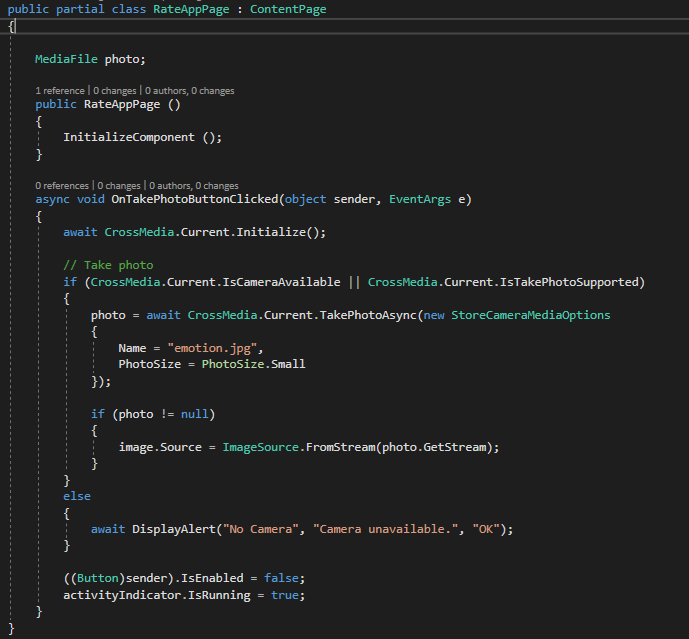 public partial class RateAppPage : ContentPage
{
MediaFile photo;
1 reference | 0 changes | 0 authors, 0 changes
public RateAppPage ()
{
InitializeComponent ();
}
0 references | 0 changes | 0 authors, 0 changes
async void OnTakePhotoButtonClicked(object sender, EventArgs e)
{
await CrossMedia.Current.Initialize();
// Take photo
if (CrossMedia.Current.IsCameraAvailable || CrossMedia.Current.IsTakePhotoSupported)
{
photo = await CrossMedia.Current.TakePhotoAsync(new StoreCameraMediaOptions
{
Name = "emotion.jpg",
PhotoSize = PhotoSize.Small
});
if (photo != null)
{
image.Source = ImageSource.FromStream(photo.GetStream);
}
}
else
{
await DisplayAlert("No Camera", "Camera unavailable.", "OK");
}
((Button)sender).IsEnabled = false;
activityIndicator.IsRunning = true;
}
}